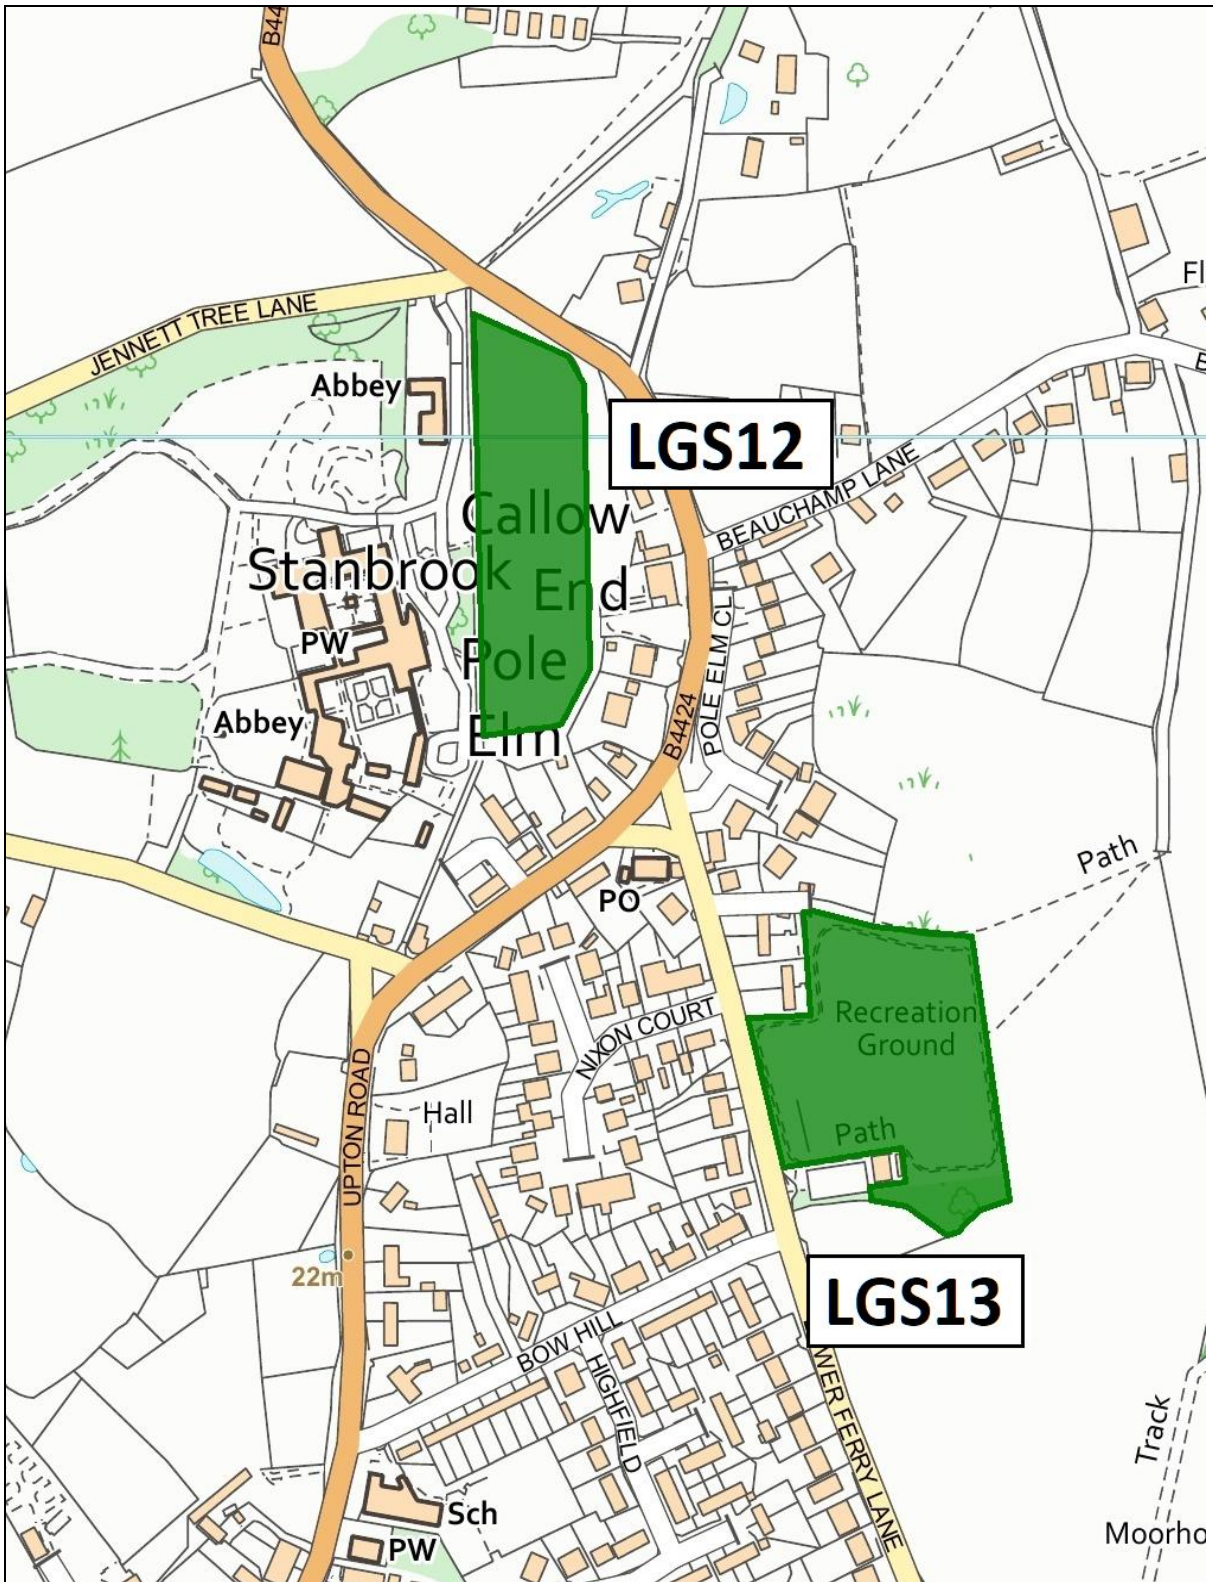 B44
JENNETT TREE LANE
Abbey
Fl
LGS12
BEAUCHAMP LANE
Callow
End
Stanbrook
PW
Pole
Elm
Abbey
B4424
POLE ELM CL
Path
PO
Recreation
Ground
NIXON COURT
UPTON ROAD
Hall
Path
22m
LGS13
BOW HILL
HIGHFIELD
WER FERRY LANE
Track
Sch
PW
Moorho